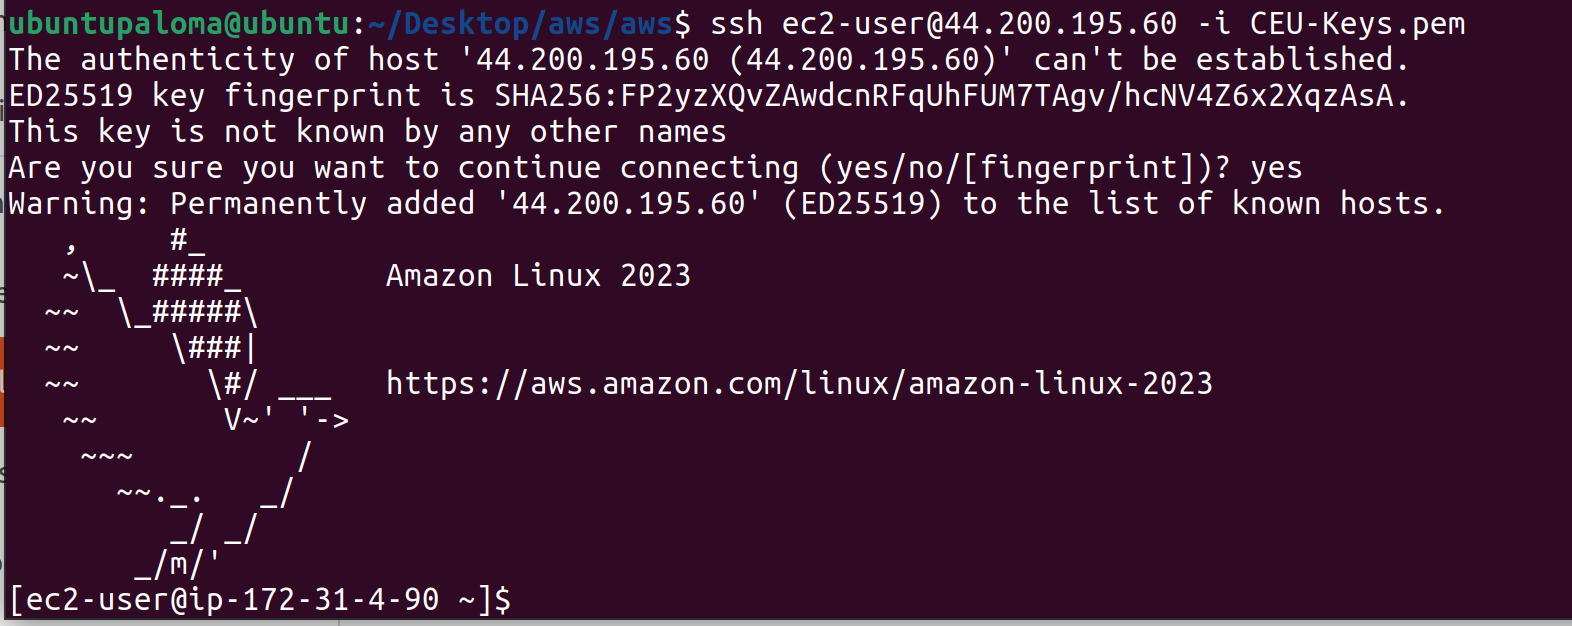 ubuntupaloma@ubuntu:~/Desktop/aws/aws$ ssh ec2-user@44.200.195.60 -i CEU-Keys.pem
The authenticity of host '44.200.195.60 (44.200.195.60)' can't be established.
ED25519 key fingerprint is SHA256:FP2yzXQvZAwdcnRFqUhFUM7TAgv/hcNV4Z6x2XqzAsA.
This key is not known by any other names
Are you sure you want to continue connecting (yes/no/[fingerprint])? yes
Warning: Permanently added '44.200.195.60' (ED25519) to the list of known hosts.
   ,     #_
   ~\_  ####_        Amazon Linux 2023
  ~~  \_#####\
  ~~     \###|
  ~~       \#/ ___   https://aws.amazon.com/linux/amazon-linux-2023
   ~~       V~' '->
    ~~~         /
      ~~._.   _/
         _/ _/
       _/m/'
[ec2-user@ip-172-31-4-90 ~]$